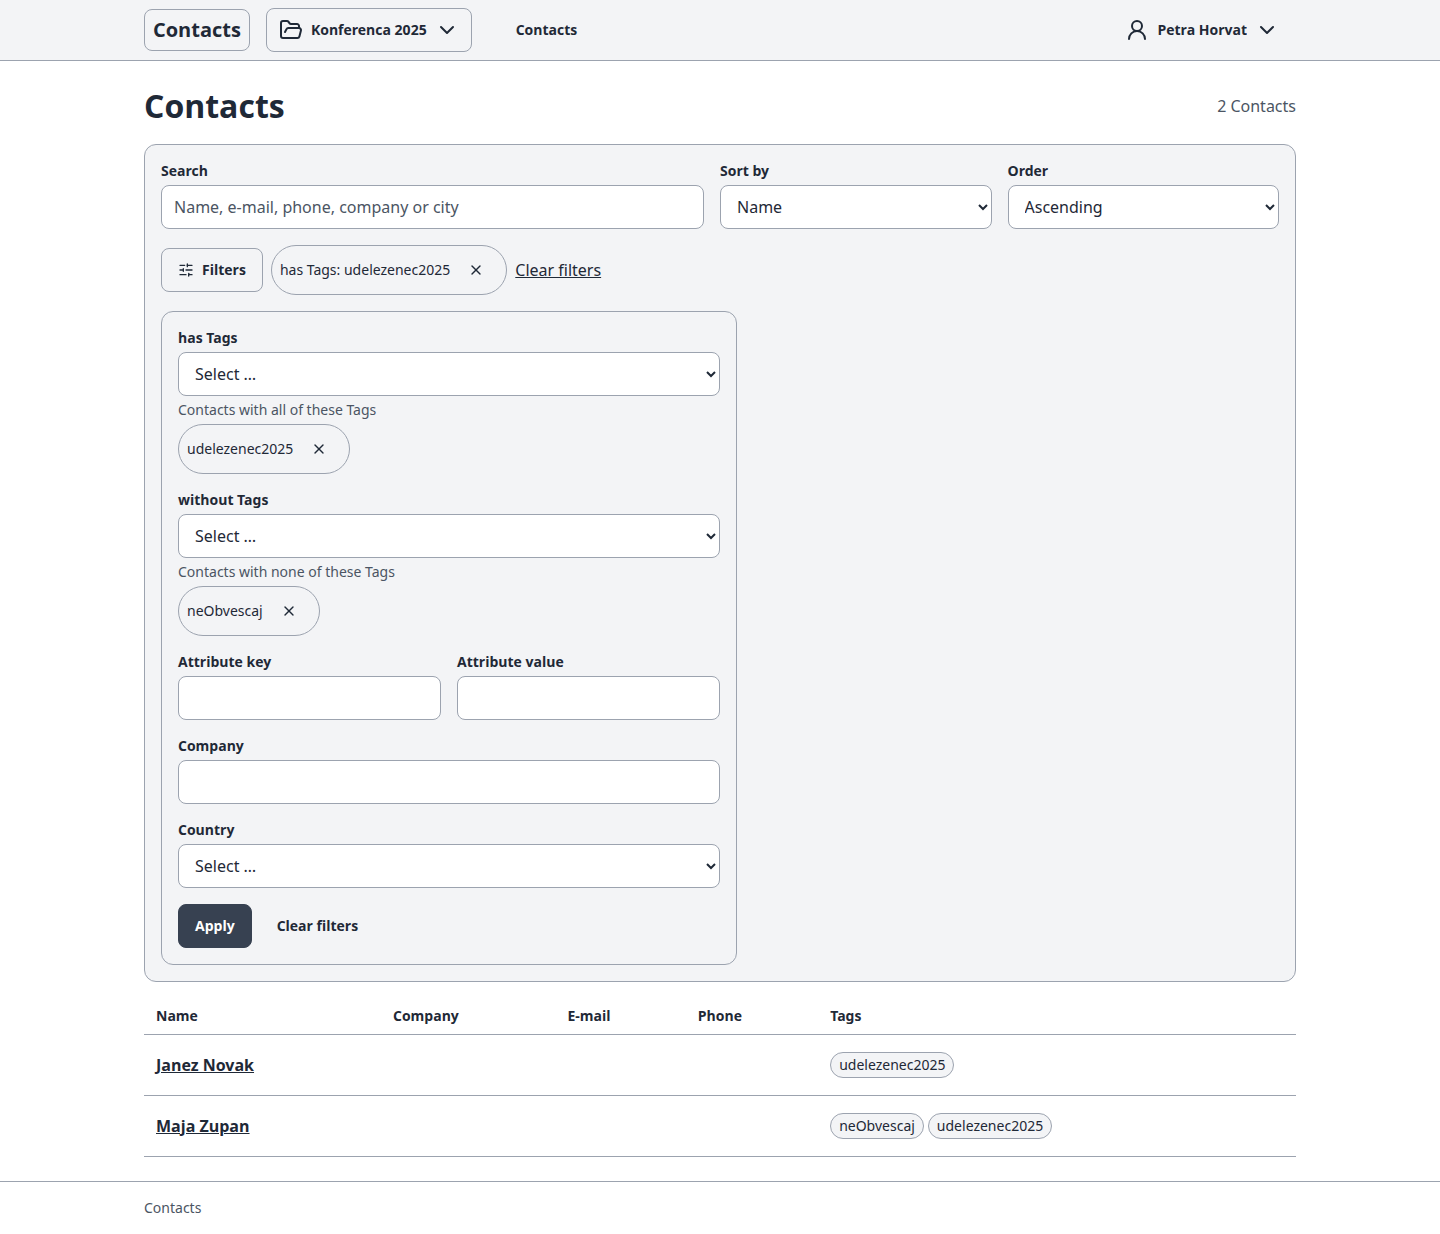 Contacts
Konferenca 2025
Contacts
Petra Horvat
Contacts
2 Contacts
Search
Sort by
Order
Name, e-mail, phone, company or city
Name
Ascending
Filters
has Tags: udelezenec2025
Clear filters
has Tags
Select ...
Contacts with all of these Tags
udelezenec2025
without Tags
Select ...
Contacts with none of these Tags
neObvescaj
Attribute key
Attribute value
Company
Country
Select ...
Apply
Clear filters
Name
Company
E-mail
Phone
Tags
Janez Novak
udelezenec2025
Maja Zupan
neObvescaj
udelezenec2025
Contacts